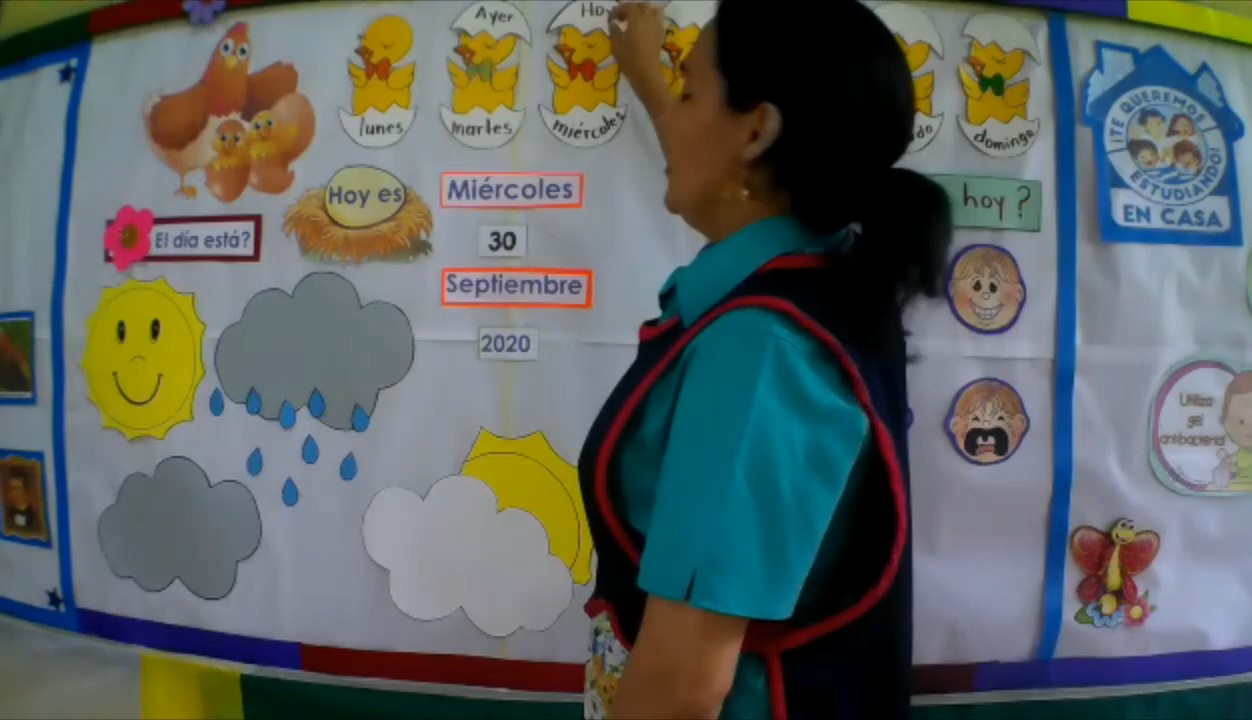 Ayer
Hoy
lunes
martes
miércoles
domingo
Hoy es
Miércoles
30
Septiembre
2020
El día está?
hoy ?
¡TE QUEREMOS
ESTUDIANDO!
EN CASA
Utiliza
gel
antibacterial